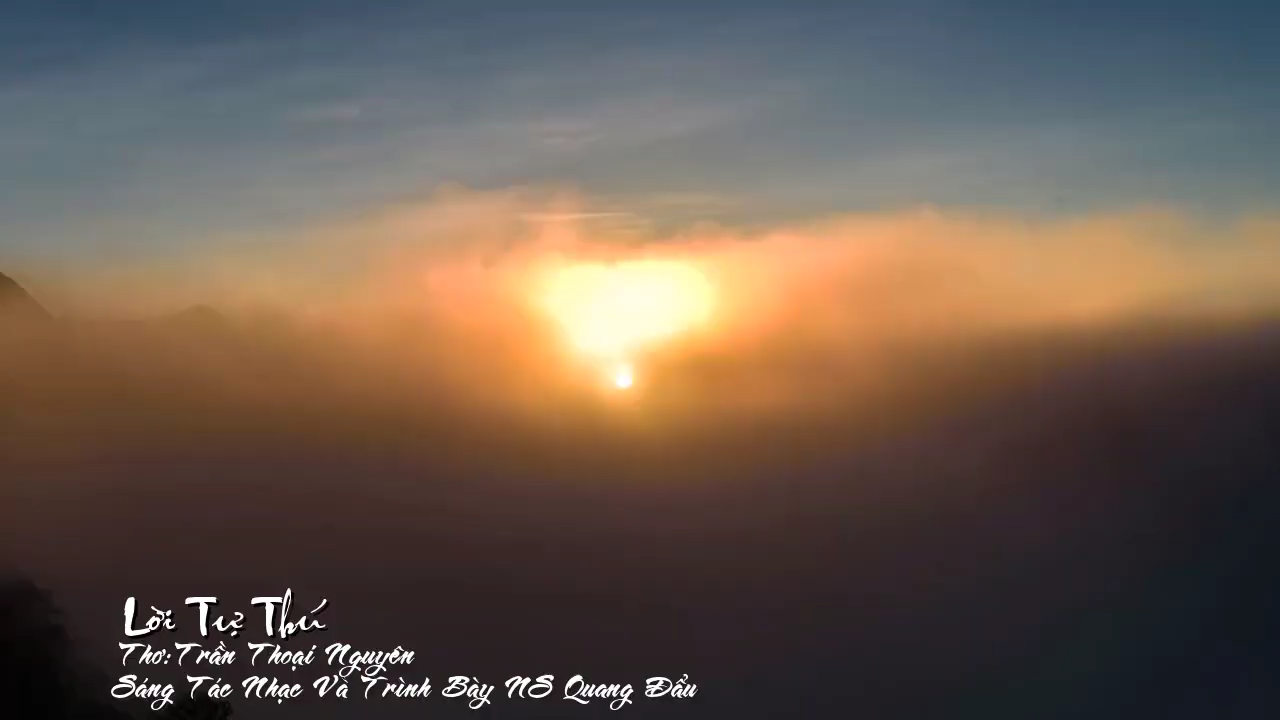 Lời Tự Thú
Thơ:Trần Thoại Nguyên
Sáng Tác Nhạc Và Trình Bày NS Quang Đẩu